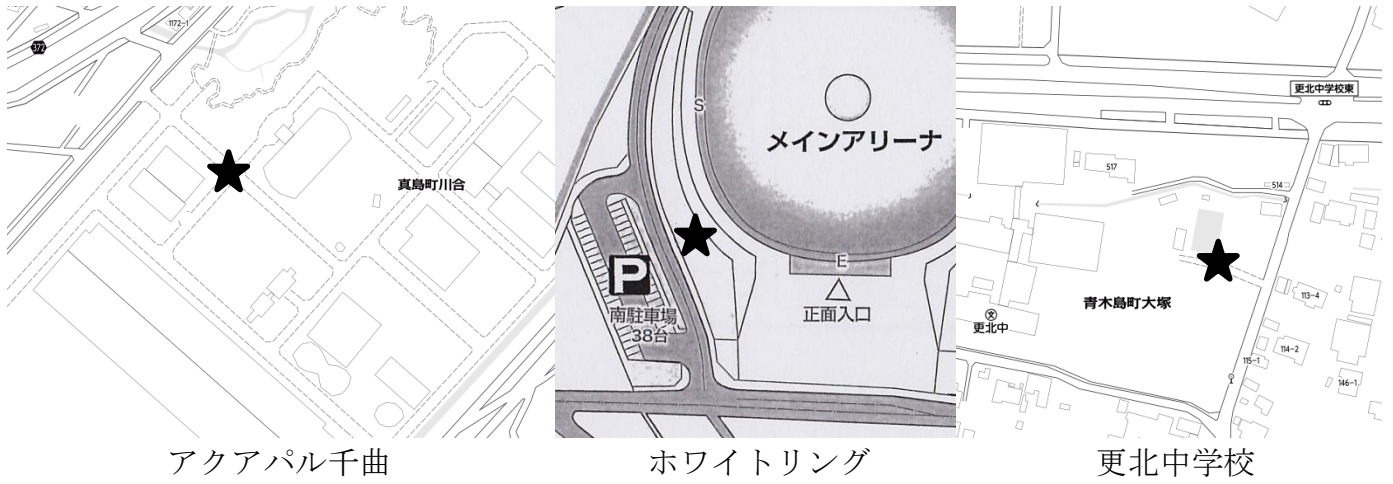 1172-1
372
真島町川合
アクアパル千曲
S
メインアリーナ
P
E
南駐車場
38台
正面入口
ホワイトリング
更北中学校東
517
514
青木島町大塚
文
更北中
113-4
114-2
115-1
146-1
更北中学校